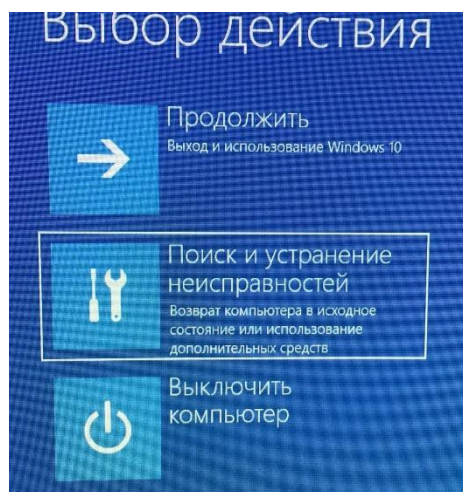 Выбор действия
Продолжить
Выход и использование Windows 10
Поиск и устранение
неисправностей
Возврат компьютера в исходное
состояние или использование
дополнительных средств
Выключить
компьютер